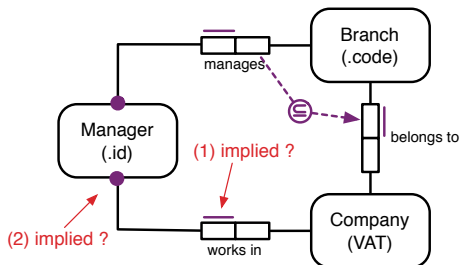 Branch
(.code)
manages
⊆
Manager
(.id)
belongs to
(1) implied ?
Company
(VAT)
(2) implied ?
works in